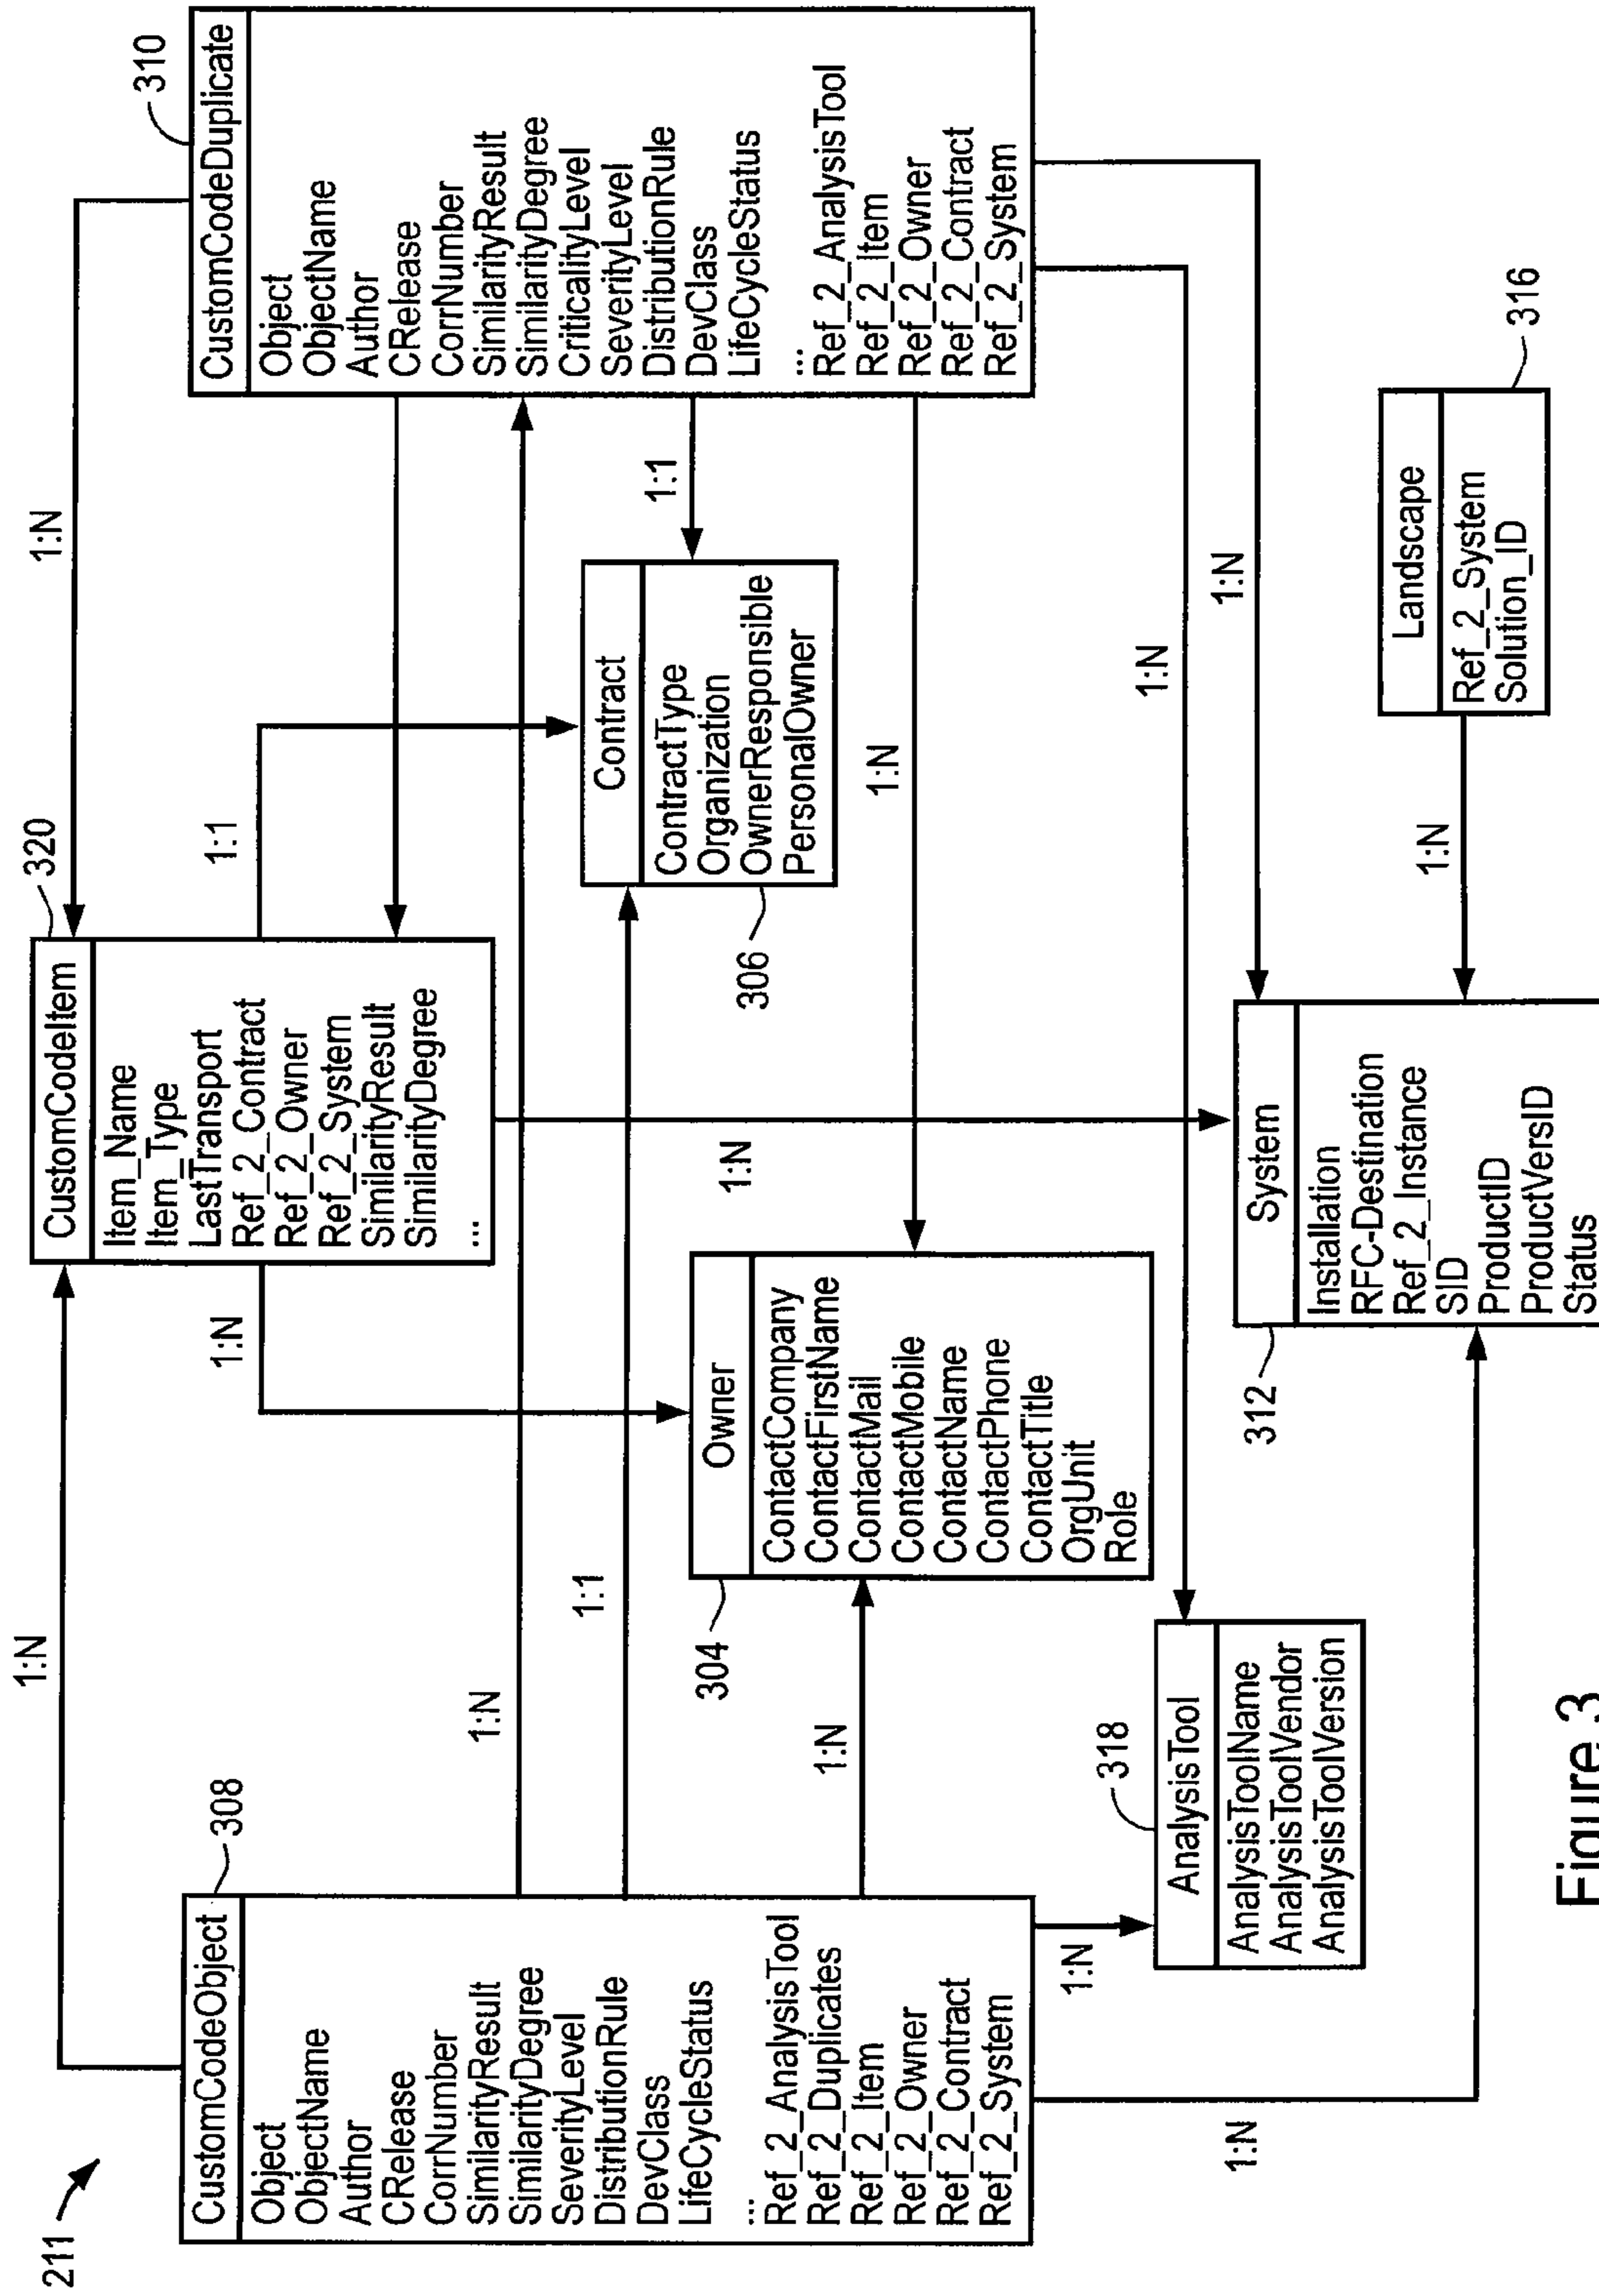 211
CustomCodeObject
308
Object
ObjectName
Author
CRelease
CorrNumber
SimilarityResult
SimilarityDegree
SeverityLevel
DistributionRule
DevClass
LifeCycleStatus
...
Ref_2_AnalysisTool
Ref_2_Duplicates
Ref_2_Item
Ref_2_Owner
Ref_2_Contract
Ref_2_System
1:N
1:N
1:1
1:N
1:N
1:N
CustomCodeItem
320
Item_Name
Item_Type
LastTransport
Ref_2_Contract
Ref_2_Owner
Ref_2_System
SimilarityResult
SimilarityDegree
...
1:N
1:1
1:N
1:N
CustomCodeDuplicate
310
Object
ObjectName
Author
CRelease
CorrNumber
SimilarityResult
SimilarityDegree
CriticalityLevel
SeverityLevel
DistributionRule
DevClass
LifeCycleStatus
...
Ref_2_AnalysisTool
Ref_2_Item
Ref_2_Owner
Ref_2_Contract
Ref_2_System
1:1
1:N
1:N
1:N
Contract
ContractType
Organization
OwnerResponsible
PersonalOwner
306
Owner
ContactCompany
ContactFirstName
ContactMail
ContactMobile
ContactName
ContactPhone
ContactTitle
OrgUnit
Role
304
318
AnalysisTool
AnalysisToolName
AnalysisToolVendor
AnalysisToolVersion
System
Installation
RFC-Destination
Ref_2_Instance
SID
ProductID
ProductVersID
Status
312
1:N
Landscape
Ref_2_System
Solution_ID
316
Figure 3